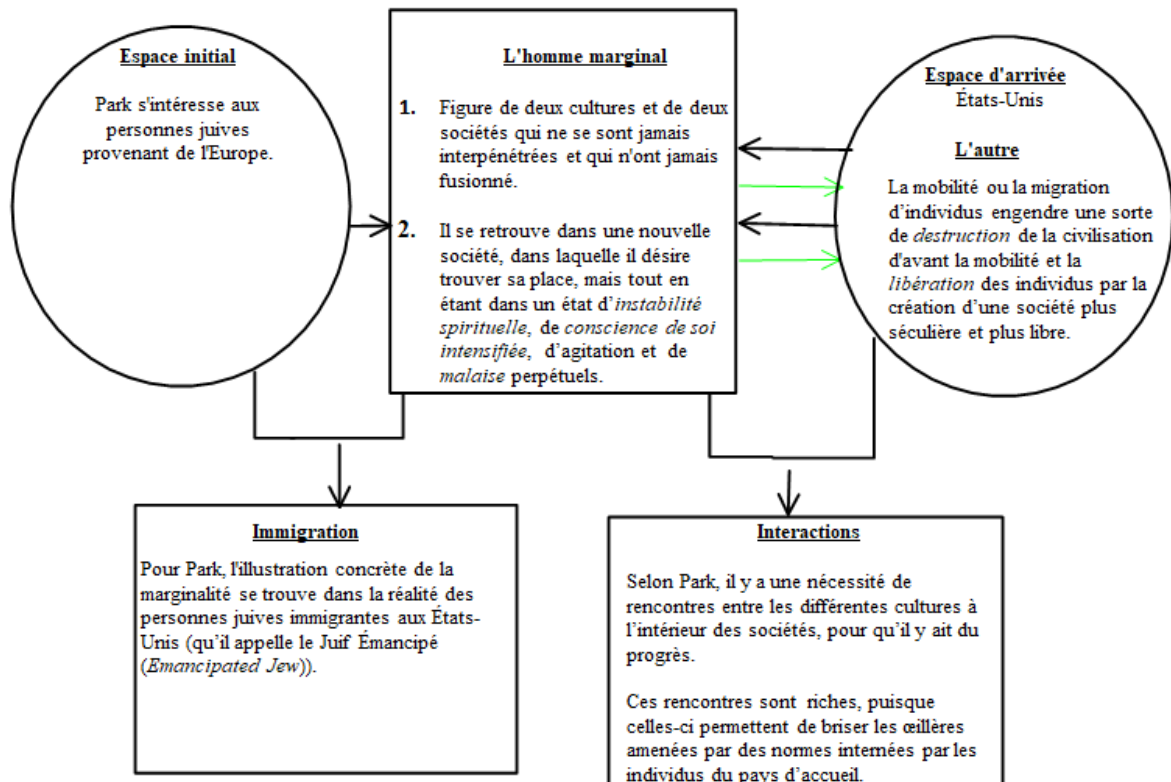 Espace initial
Park s'intéresse aux
personnes juives
provenant de l'Europe.
L'homme marginal
1. Figure de deux cultures et de deux
sociétés qui ne se sont jamais
interpénétrées et qui n'ont jamais
fusionné.
2. Il se retrouve dans une nouvelle
société, dans laquelle il désire
trouver sa place, mais tout en
étant dans un état d'instabilité
spirituelle, de conscience de soi
intensifiée, d'agitation et de
malaise perpétuels.
Espace d'arrivée
États-Unis
L'autre
La mobilité ou la migration
d'individus engendre une sorte
de destruction de la civilisation
d'avant la mobilité et la
libération des individus par la
création d'une société plus
séculière et plus libre.
Immigration
Pour Park, l'illustration concrète de la
marginalité se trouve dans la réalité des
personnes juives immigrantes aux États-
Unis (qu'il appelle le Juif Émancipé
(Emancipated Jew)).
Interactions
Selon Park, il y a une nécessité de
rencontres entre les différentes cultures à
l'intérieur des sociétés, pour qu'il y ait du
progrès.
Ces rencontres sont riches, puisque
celles-ci permettent de briser les œillères
amenées par des normes internées par les
individus du pays d'accueil.